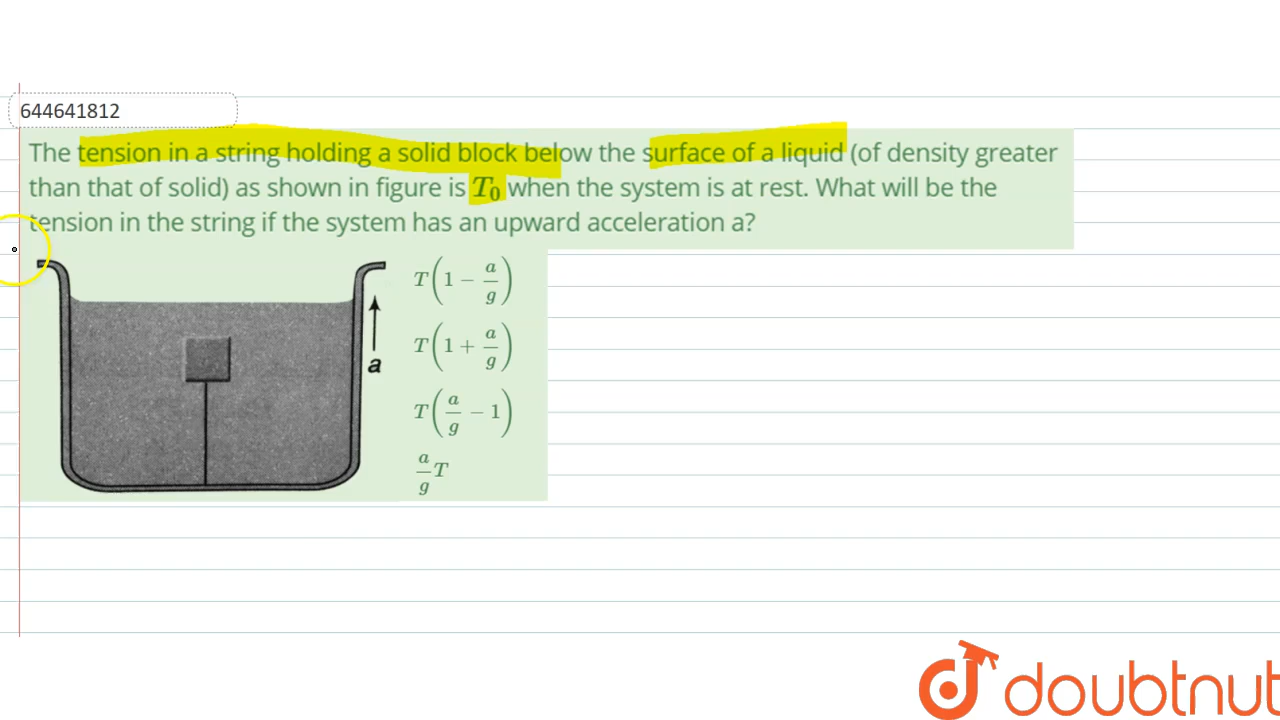 644641812
The tension in a string holding a solid block below the surface of a liquid (of density greater
than that of solid) as shown in figure is T₀ when the system is at rest. What will be the
tension in the string if the system has an upward acceleration a?
T(1 − a/g)
T(1 + a/g)
a
T(a/g − 1)
a/g T
doubtnut